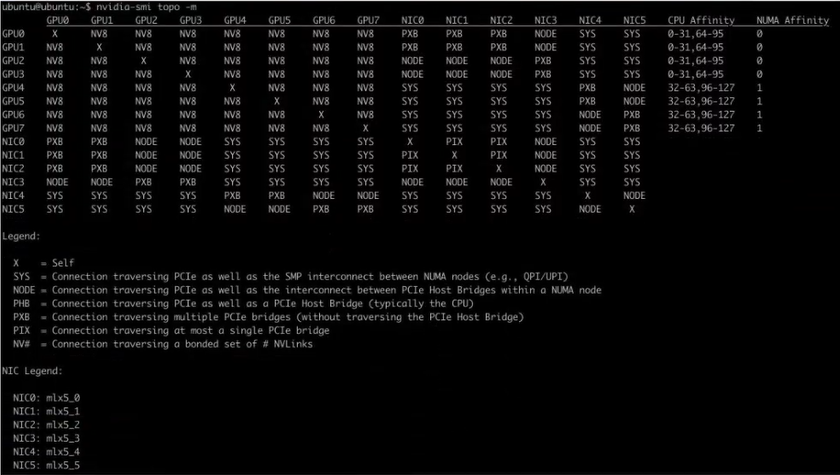 ubuntu@ubuntu:~$ nvidia-smi topo -m
GPU0 GPU1 GPU2 GPU3 GPU4 GPU5 GPU6 GPU7 NIC0 NIC1 NIC2 NIC3 NIC4 NIC5 CPU Affinity NUMA Affinity
GPU0 X NV8 NV8 NV8 NV8 NV8 NV8 NV8 PXB PXB PXB NODE SYS SYS 0-31,64-95 0
GPU1 NV8 X NV8 NV8 NV8 NV8 NV8 NV8 PXB PXB PXB NODE SYS SYS 0-31,64-95 0
GPU2 NV8 NV8 X NV8 NV8 NV8 NV8 NV8 NODE NODE NODE PXB SYS SYS 0-31,64-95 0
GPU3 NV8 NV8 NV8 X NV8 NV8 NV8 NV8 NODE NODE NODE PXB SYS SYS 0-31,64-95 0
GPU4 NV8 NV8 NV8 NV8 X NV8 NV8 NV8 SYS SYS SYS SYS PXB NODE 32-63,96-127 1
GPU5 NV8 NV8 NV8 NV8 NV8 X NV8 NV8 SYS SYS SYS SYS PXB NODE 32-63,96-127 1
GPU6 NV8 NV8 NV8 NV8 NV8 NV8 X NV8 SYS SYS SYS SYS NODE PXB 32-63,96-127 1
GPU7 NV8 NV8 NV8 NV8 NV8 NV8 NV8 X SYS SYS SYS SYS NODE PXB 32-63,96-127 1
NIC0 PXB PXB NODE NODE SYS SYS SYS SYS X PIX PIX NODE SYS SYS
NIC1 PXB PXB NODE NODE SYS SYS SYS SYS PIX X PIX NODE SYS SYS
NIC2 PXB PXB NODE NODE SYS SYS SYS SYS PIX PIX X NODE SYS SYS
NIC3 NODE NODE PXB PXB SYS SYS SYS SYS NODE NODE NODE X SYS SYS
NIC4 SYS SYS SYS SYS PXB PXB NODE NODE SYS SYS SYS SYS X NODE
NIC5 SYS SYS SYS SYS NODE NODE PXB PXB SYS SYS SYS SYS NODE X
Legend:
X = Self
SYS = Connection traversing PCIe as well as the SMP interconnect between NUMA nodes (e.g., QPI/UPI)
NODE = Connection traversing PCIe as well as the interconnect between PCIe Host Bridges within a NUMA node
PHB = Connection traversing PCIe as well as a PCIe Host Bridge (typically the CPU)
PXB = Connection traversing multiple PCIe bridges (without traversing the PCIe Host Bridge)
PIX = Connection traversing at most a single PCIe bridge
NV# = Connection traversing a bonded set of # NVLinks
NIC Legend:
NIC0: mlx5_0
NIC1: mlx5_1
NIC2: mlx5_2
NIC3: mlx5_3
NIC4: mlx5_4
NIC5: mlx5_5